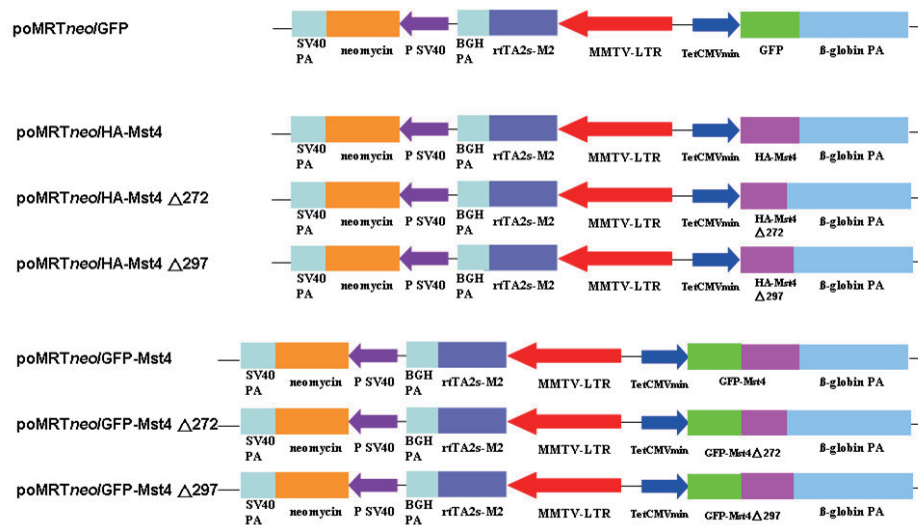 poMRTneo/GFP
SV40 PA neomycin P SV40 BGH PA rtTA2s-M2 MMTV-LTR TetCMVmin GFP ß-globin PA
poMRTneo/HA-Mst4
SV40 PA neomycin P SV40 BGH PA rtTA2s-M2 MMTV-LTR TetCMVmin HA-Mst4 ß-globin PA
poMRTneo/HA-Mst4 △272
SV40 PA neomycin P SV40 BGH PA rtTA2s-M2 MMTV-LTR TetCMVmin HA-Mst4 △272 ß-globin PA
poMRTneo/HA-Mst4 △297
SV40 PA neomycin P SV40 BGH PA rtTA2s-M2 MMTV-LTR TetCMVmin HA-Mst4 △297 ß-globin PA
poMRTneo/GFP-Mst4
SV40 PA neomycin P SV40 BGH PA rtTA2s-M2 MMTV-LTR TetCMVmin GFP-Mst4 ß-globin PA
poMRTneo/GFP-Mst4 △272
SV40 PA neomycin P SV40 BGH PA rtTA2s-M2 MMTV-LTR TetCMVmin GFP-Mst4△272 ß-globin PA
poMRTneo/GFP-Mst4 △297
SV40 PA neomycin P SV40 BGH PA rtTA2s-M2 MMTV-LTR TetCMVmin GFP-Mst4△297 ß-globin PA